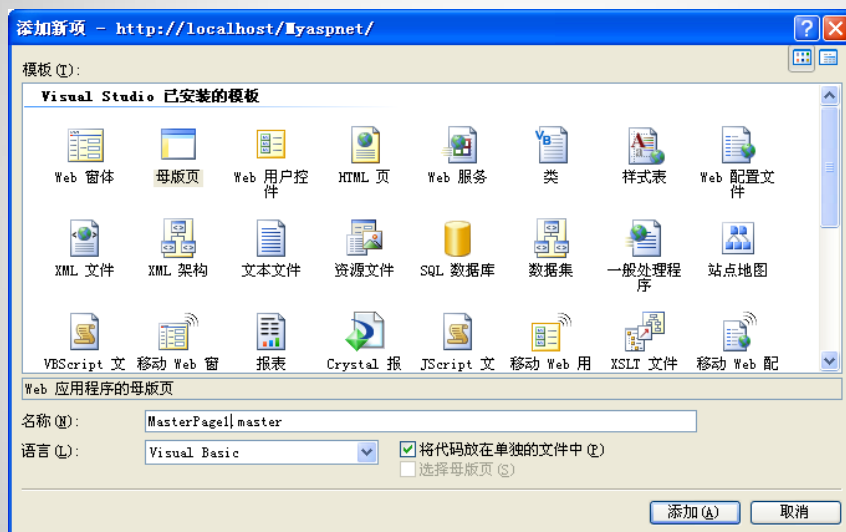 添加新项 - http://localhost/Myaspnet/
模板(T):
Visual Studio 已安装的模板
Web 窗体 母版页 Web 用户控件 HTML 页 Web 服务 类 样式表 Web 配置文件
XML 文件 XML 架构 文本文件 资源文件 SQL 数据库 数据集 一般处理程序 站点地图
VBScript 文 移动 Web 窗 报表 Crystal 报 JScript 文 移动 Web 用 XSLT 文件 移动 Web 配
Web 应用程序的母版页
名称(N): MasterPage1.master
语言(L): Visual Basic 将代码放在单独的文件中(P)
选择母版页(S)
添加(A) 取消